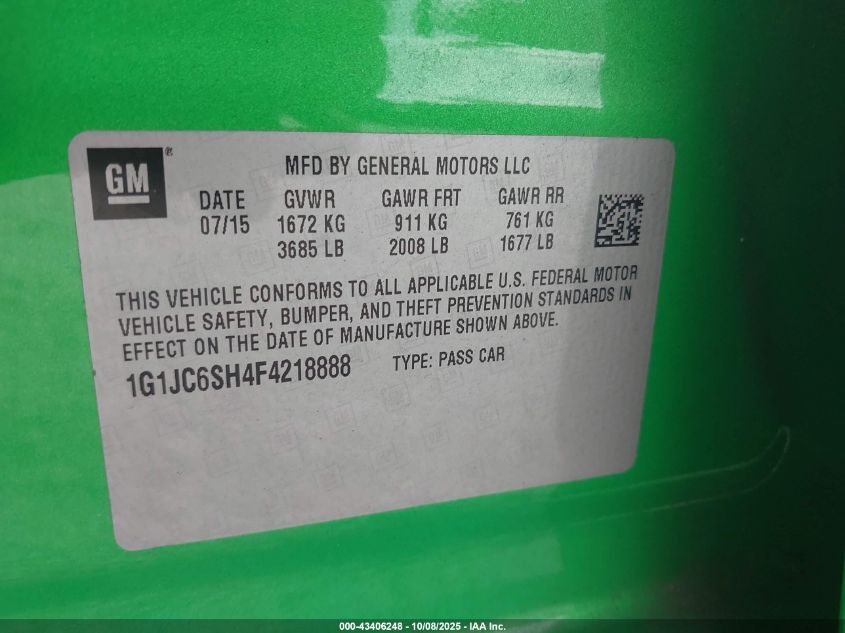 GM®
MFD BY GENERAL MOTORS LLC
DATE GVWR GAWR FRT GAWR RR
07/15 1672 KG 911 KG 761 KG
3685 LB 2008 LB 1677 LB
THIS VEHICLE CONFORMS TO ALL APPLICABLE U.S. FEDERAL MOTOR
VEHICLE SAFETY, BUMPER, AND THEFT PREVENTION STANDARDS IN
EFFECT ON THE DATE OF MANUFACTURE SHOWN ABOVE.
1G1JC6SH4F4218888 TYPE: PASS CAR
000-43406248 - 10/08/2025 - IAA Inc.